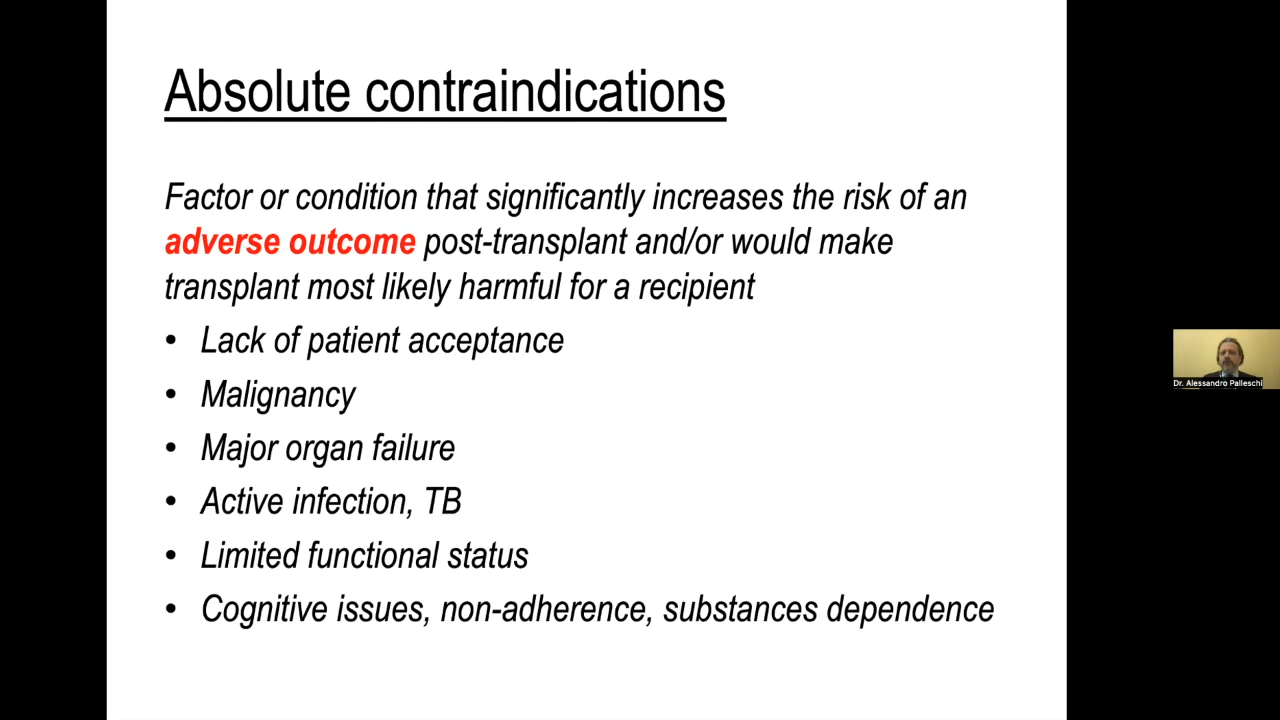 Absolute contraindications
Factor or condition that significantly increases the risk of an
adverse outcome post-transplant and/or would make
transplant most likely harmful for a recipient
• Lack of patient acceptance
• Malignancy
• Major organ failure
• Active infection, TB
• Limited functional status
• Cognitive issues, non-adherence, substances dependence
Dr. Alessandro Palleschi